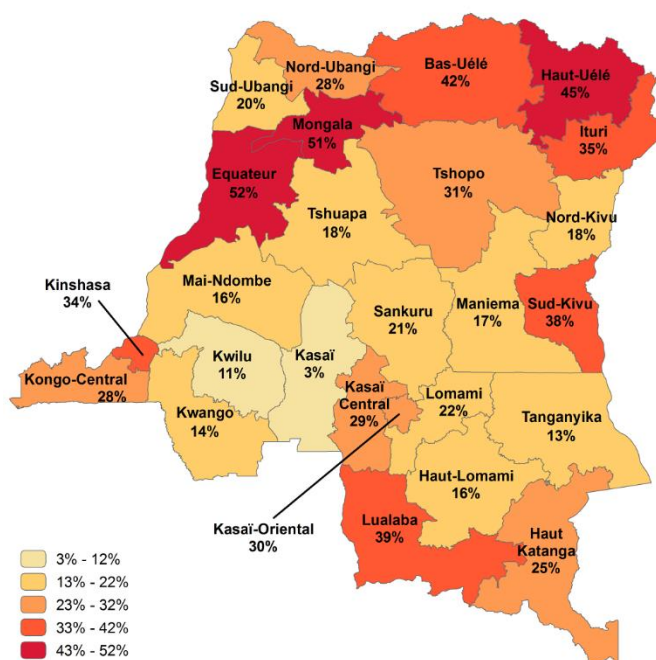 Nord-Ubangi
28%
Bas-Uélé
42%
Haut-Uélé
45%
Sud-Ubangi
20%
Mongala
51%
Ituri
35%
Equateur
52%
Tshopo
31%
Tshuapa
18%
Nord-Kivu
18%
Kinshasa
34%
Mai-Ndombe
16%
Sankuru
21%
Maniema
17%
Sud-Kivu
38%
Kwilu
11%
Kasaï
3%
Kongo-Central
28%
Kasaï
Central
29%
Lomami
22%
Kwango
14%
Tanganyika
13%
Haut-Lomami
16%
Kasaï-Oriental
30%
Lualaba
39%
Haut
Katanga
25%
3% - 12%
13% - 22%
23% - 32%
33% - 42%
43% - 52%